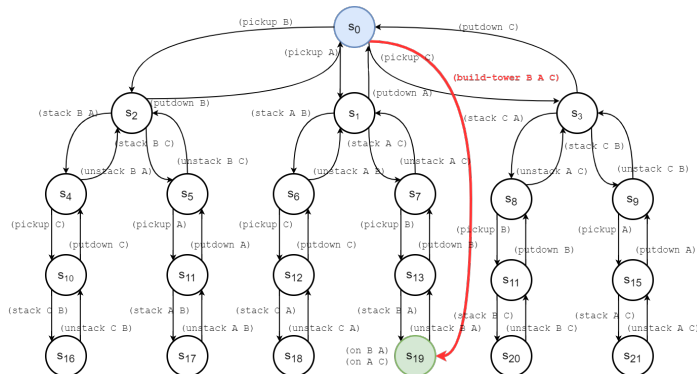 (pickup B)
s0
(putdown C)
(pickup A)
(pickup C)
(build-tower B A C)
(putdown B)
(putdown A)
s2
s1
s3
(stack B A)
(stack A B)
(stack C A)
(stack B C)
(stack A C)
(stack C B)
(unstack B A)
(unstack B C)
(unstack A B)
(unstack A C)
(unstack C A)
(unstack C B)
s4
s5
s6
s7
s8
s9
(pickup C)
(pickup A)
(pickup C)
(pickup B)
(pickup B)
(pickup A)
(putdown C)
(putdown A)
(putdown C)
(putdown B)
(putdown B)
(putdown A)
s10
s11
s12
s13
s11
s15
(stack C B)
(stack A B)
(stack C A)
(stack B A)
(stack B C)
(stack A C)
(unstack C B)
(unstack A B)
(unstack C A)
(unstack B A)
(unstack B C)
(unstack A C)
(on B A)
(on A C)
s16
s17
s18
s19
s20
s21